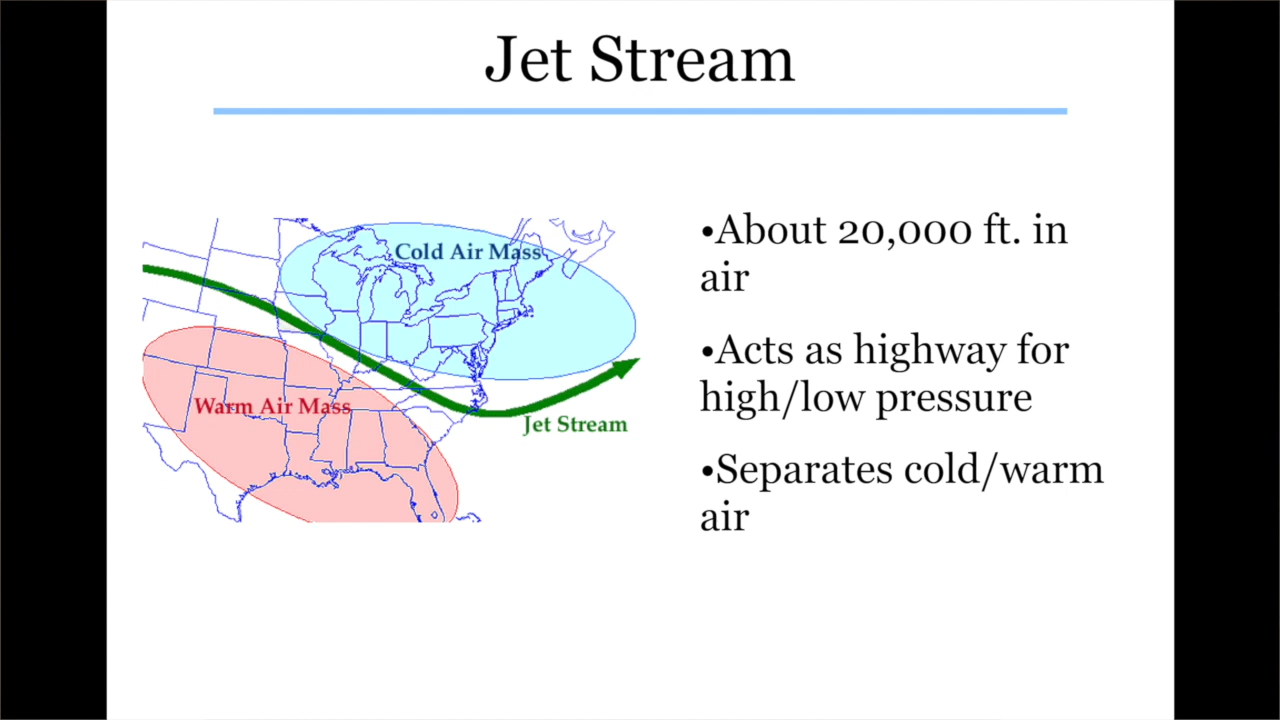 Jet Stream
Cold Air Mass
Warm Air Mass
Jet Stream
•About 20,000 ft. in
air
•Acts as highway for
high/low pressure
•Separates cold/warm
air